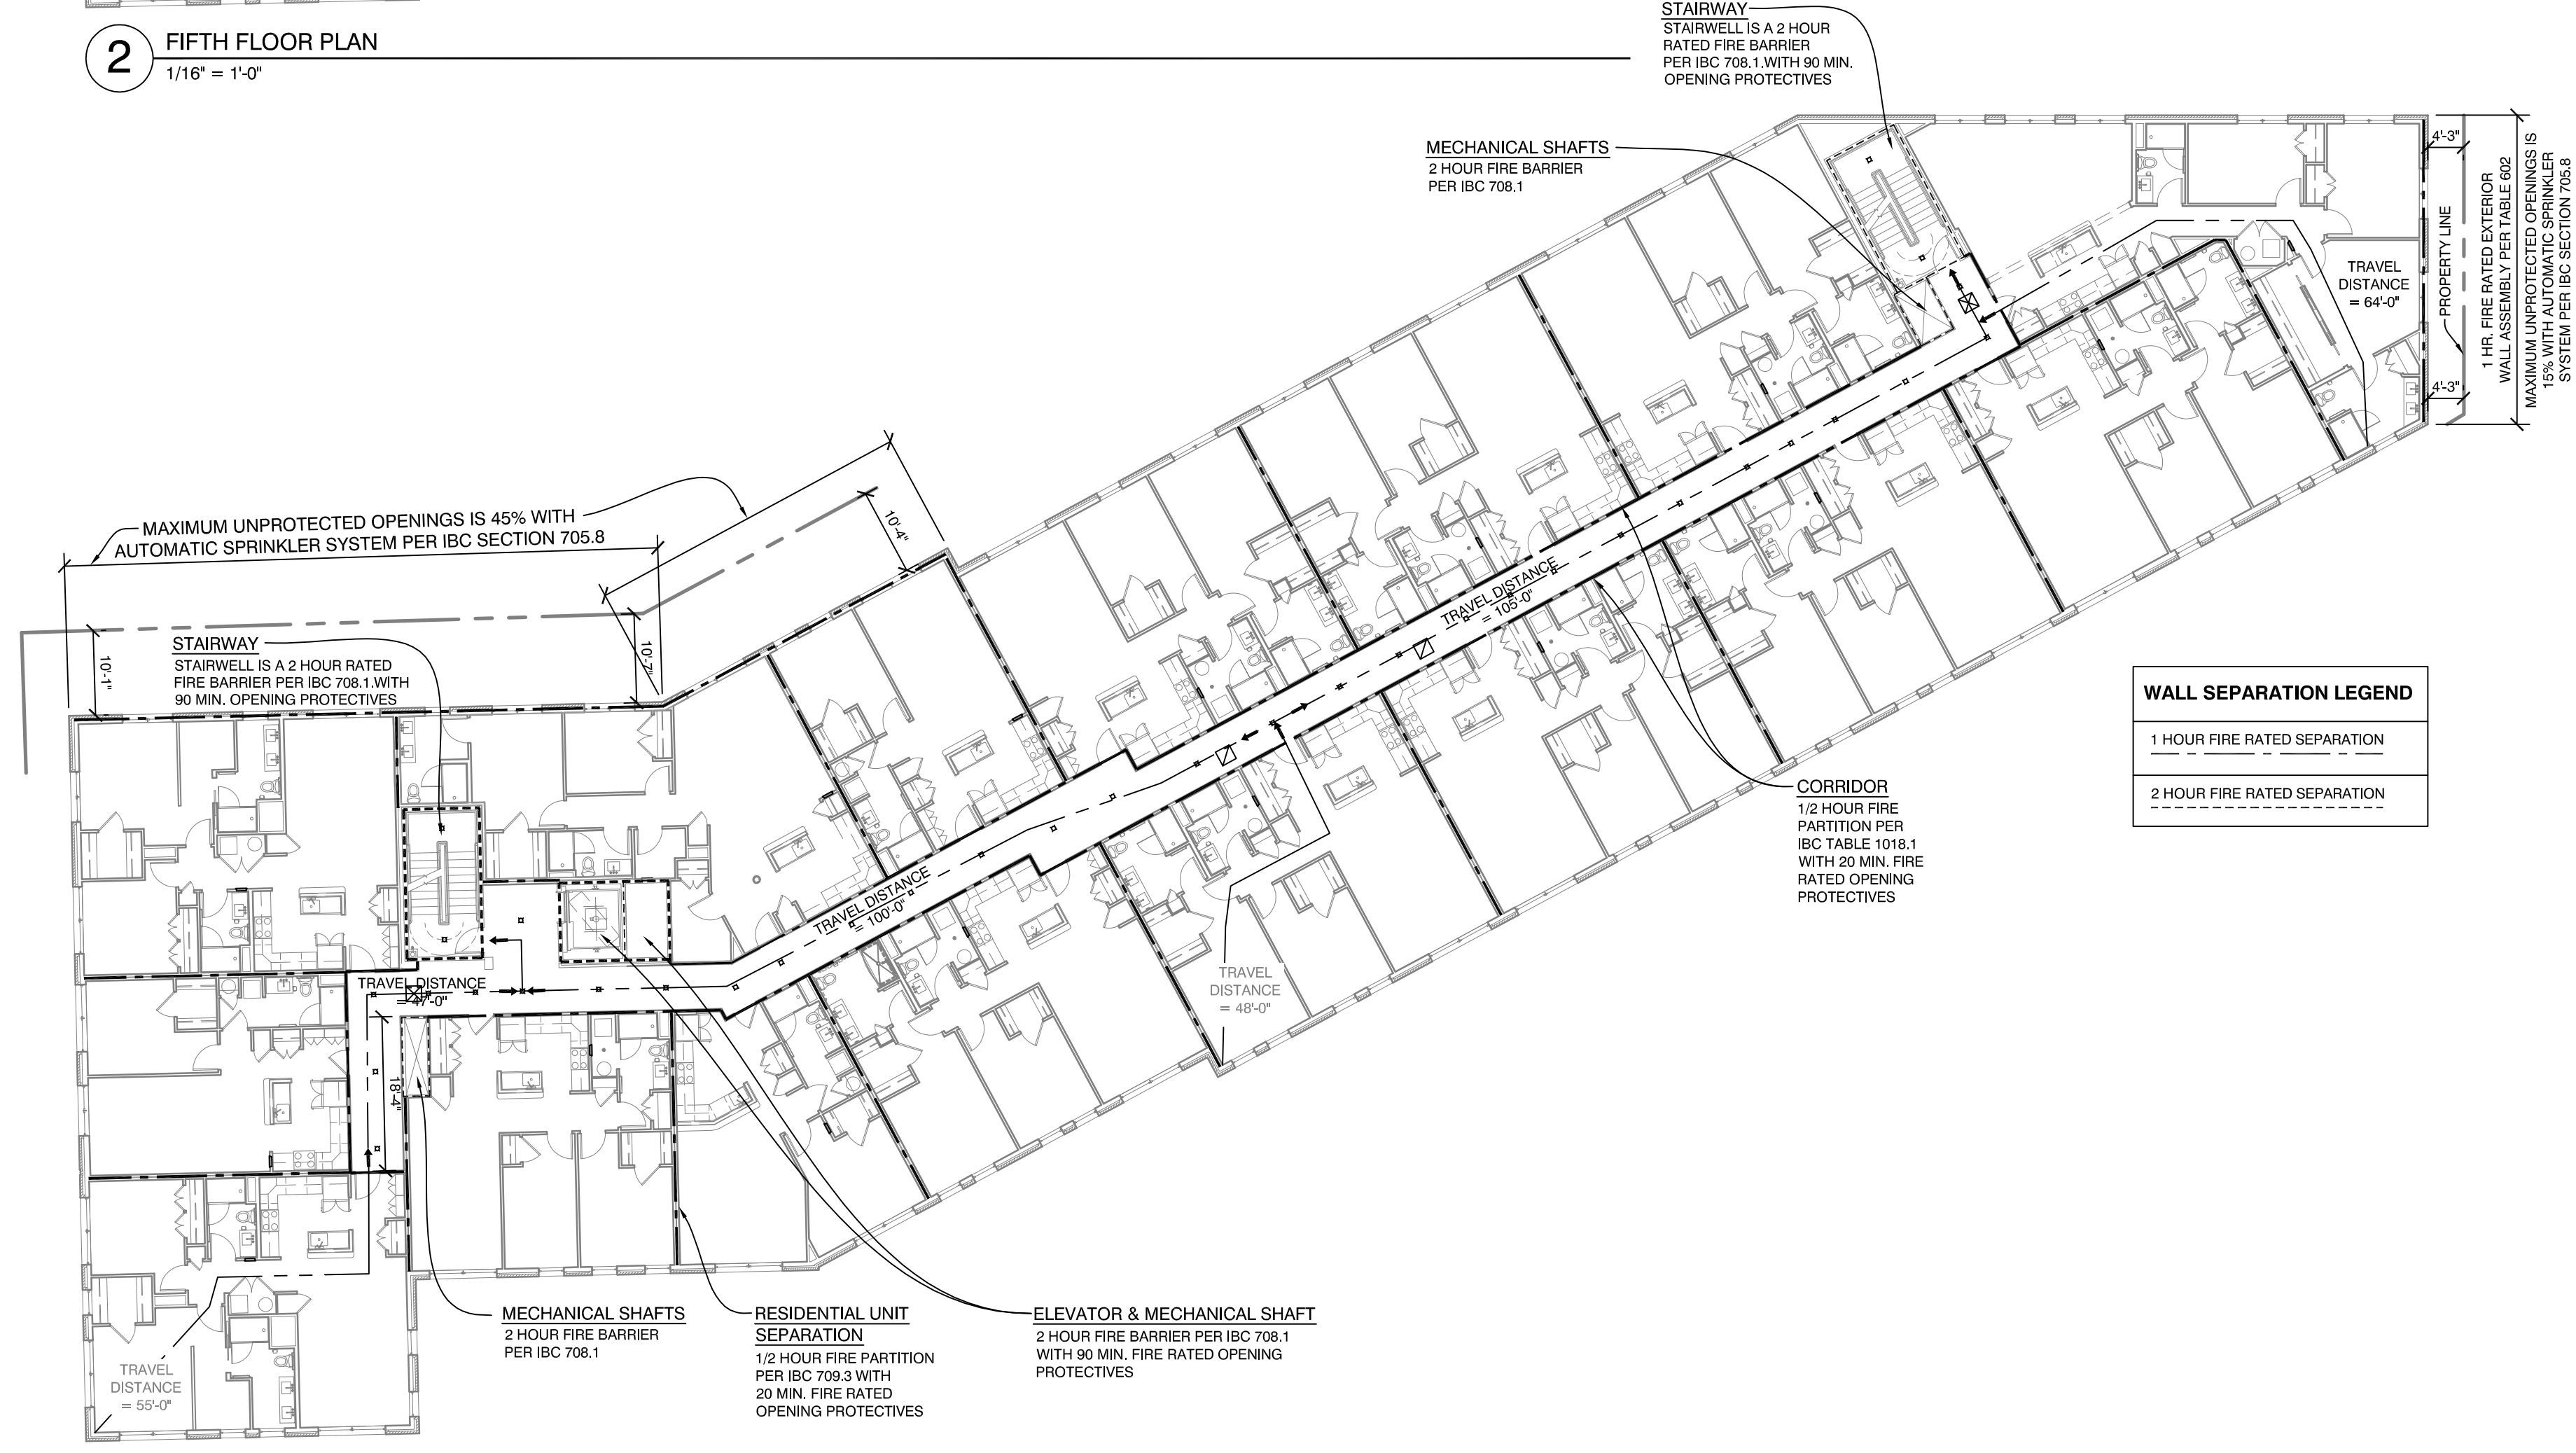 2
FIFTH FLOOR PLAN
1/16" = 1'-0"
STAIRWAY
STAIRWELL IS A 2 HOUR
RATED FIRE BARRIER
PER IBC 708.1.WITH 90 MIN.
OPENING PROTECTIVES
MECHANICAL SHAFTS
2 HOUR FIRE BARRIER
PER IBC 708.1
4'-3"
4'-3"
PROPERTY LINE
1 HR. FIRE RATED EXTERIOR
WALL ASSEMBLY PER TABLE 602
MAXIMUM UNPROTECTED OPENINGS IS
15% WITH AUTOMATIC SPRINKLER
SYSTEM PER IBC SECTION 705.8
TRAVEL
DISTANCE
= 64'-0"
MAXIMUM UNPROTECTED OPENINGS IS 45% WITH
AUTOMATIC SPRINKLER SYSTEM PER IBC SECTION 705.8
10'-4"
10'-1"
10'-7"
STAIRWAY
STAIRWELL IS A 2 HOUR RATED
FIRE BARRIER PER IBC 708.1.WITH
90 MIN. OPENING PROTECTIVES
TRAVEL DISTANCE
= 105'-0"
WALL SEPARATION LEGEND
1 HOUR FIRE RATED SEPARATION
2 HOUR FIRE RATED SEPARATION
CORRIDOR
1/2 HOUR FIRE
PARTITION PER
IBC TABLE 1018.1
WITH 20 MIN. FIRE
RATED OPENING
PROTECTIVES
TRAVEL DISTANCE
= 100'-0"
TRAVEL DISTANCE
= 47'-0"
TRAVEL
DISTANCE
= 48'-0"
18'-4"
MECHANICAL SHAFTS
2 HOUR FIRE BARRIER
PER IBC 708.1
RESIDENTIAL UNIT
SEPARATION
1/2 HOUR FIRE PARTITION
PER IBC 709.3 WITH
20 MIN. FIRE RATED
OPENING PROTECTIVES
ELEVATOR & MECHANICAL SHAFT
2 HOUR FIRE BARRIER PER IBC 708.1
WITH 90 MIN. FIRE RATED OPENING
PROTECTIVES
TRAVEL
DISTANCE
= 55'-0"